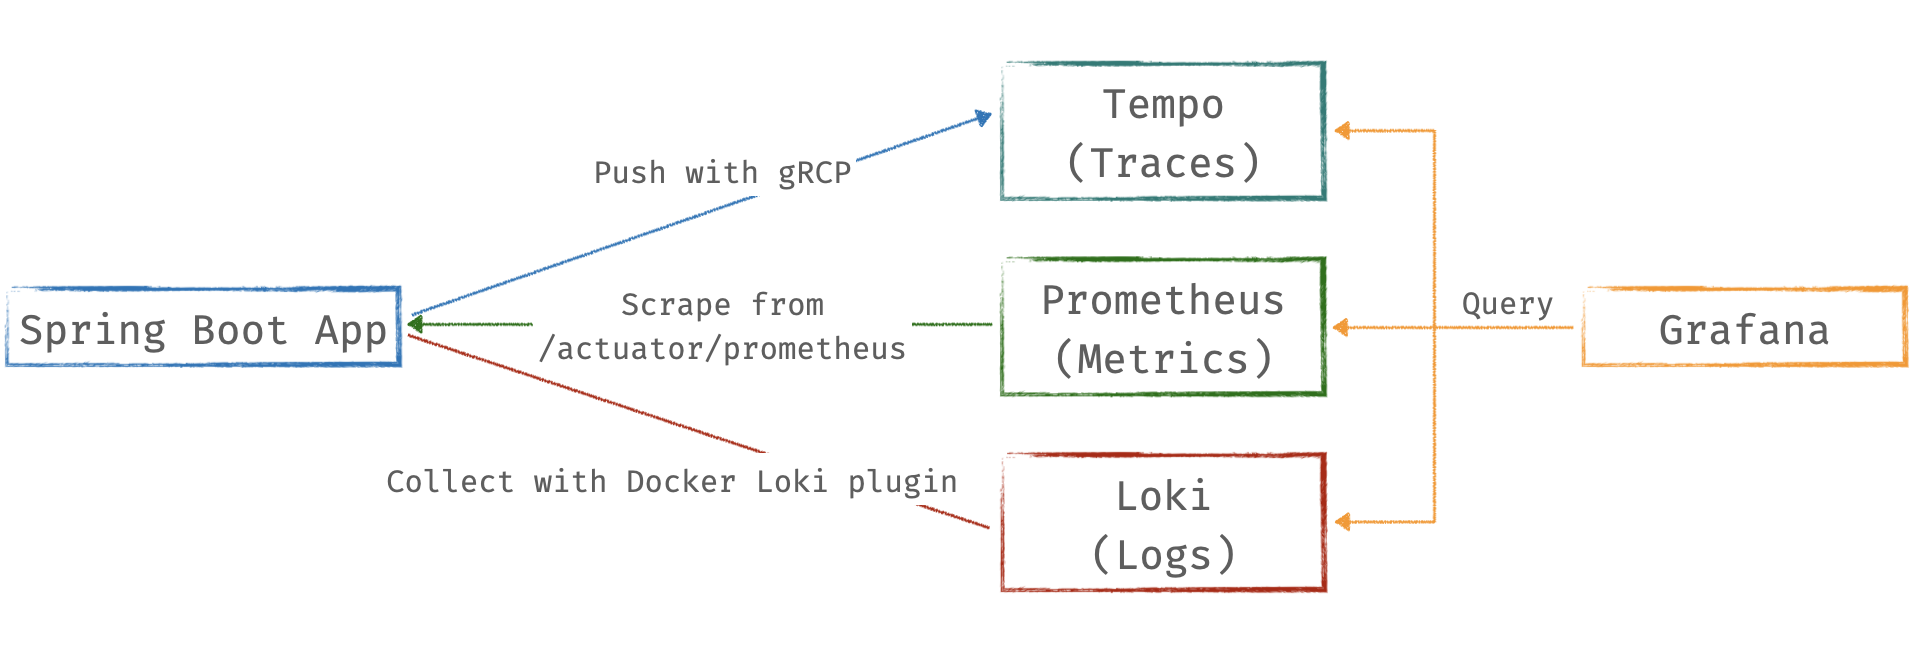 Tempo
(Traces)
Push with gRCP
Spring Boot App
Scrape from
/actuator/prometheus
Prometheus
(Metrics)
Query
Grafana
Collect with Docker Loki plugin
Loki
(Logs)